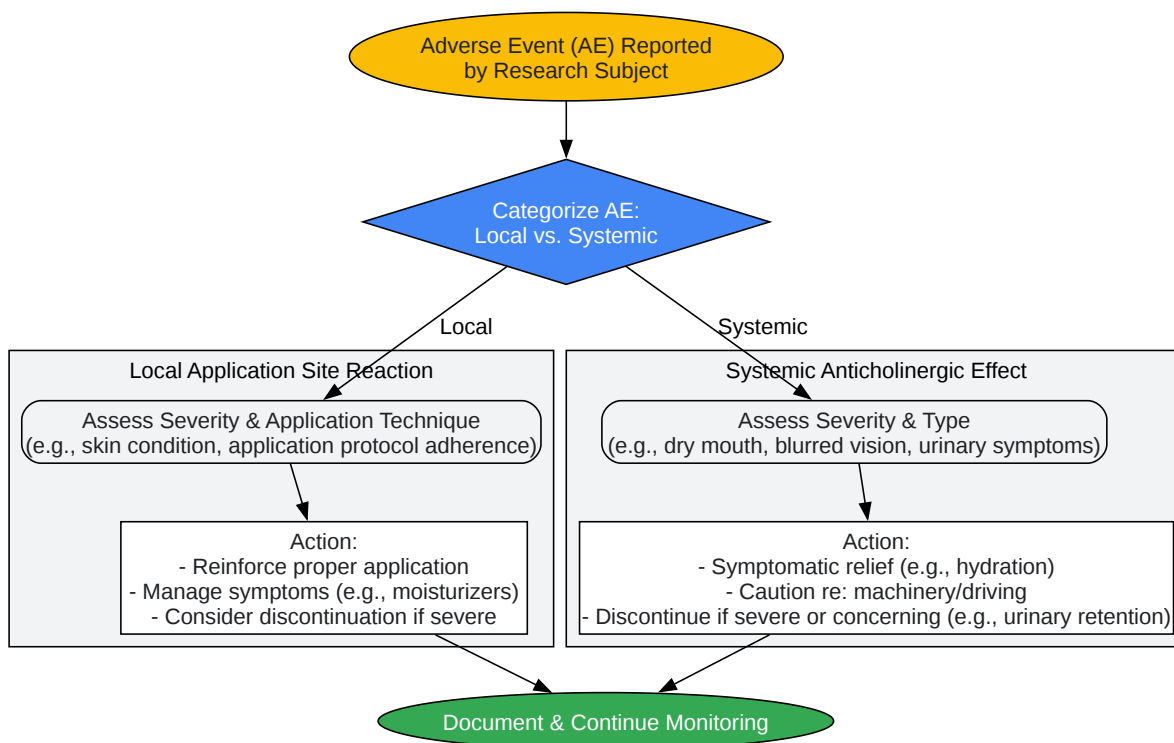 Adverse Event (AE) Reported
by Research Subject
Categorize AE:
Local vs. Systemic
Local
Systemic
Local Application Site Reaction
Assess Severity & Application Technique
(e.g., skin condition, application protocol adherence)
Action:
- Reinforce proper application
- Manage symptoms (e.g., moisturizers)
- Consider discontinuation if severe
Systemic Anticholinergic Effect
Assess Severity & Type
(e.g., dry mouth, blurred vision, urinary symptoms)
Action:
- Symptomatic relief (e.g., hydration)
- Caution re: machinery/driving
- Discontinue if severe or concerning (e.g., urinary retention)
Document & Continue Monitoring